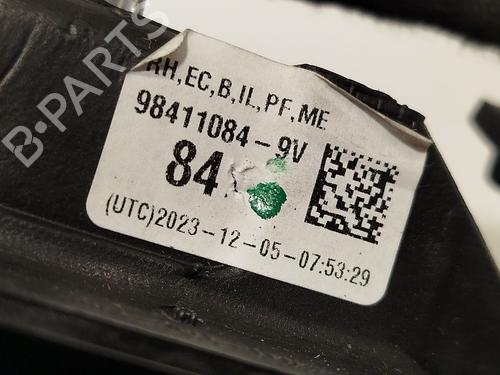 RH,EC,B,IL,PF,ME
98411084-9V
84
(UTC)2023-12-05-07:53:29
B-PARTS